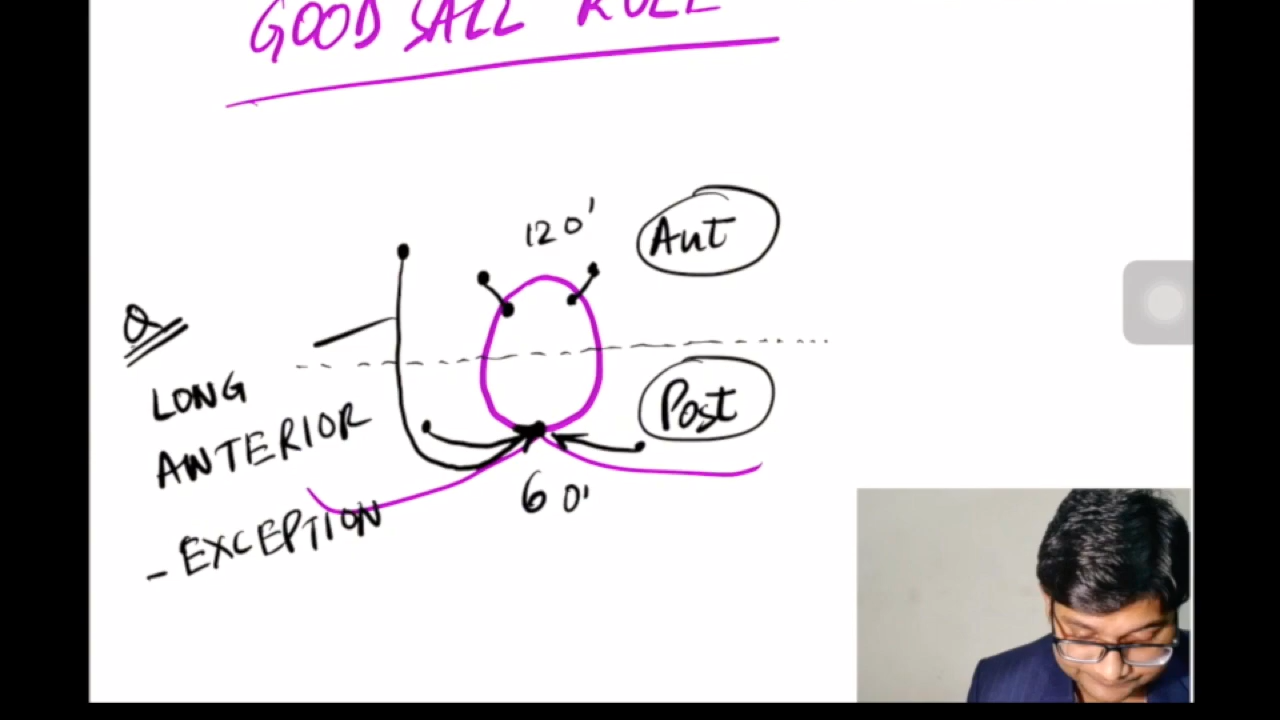 GOOD SALL RULE
120'
Ant
Q
LONG
ANTERIOR
- EXCEPTION
Post
60'